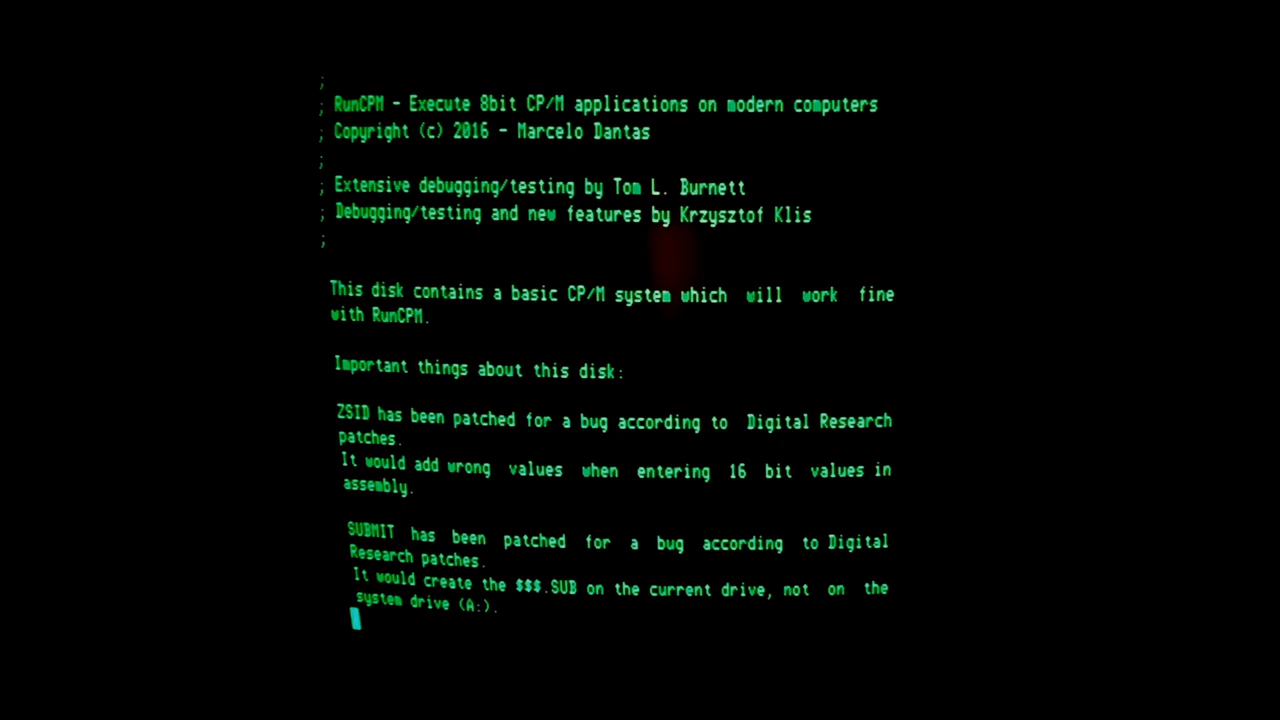 ;
; RunCPM - Execute 8bit CP/M applications on modern computers
; Copyright (c) 2016 - Marcelo Dantas
;
; Extensive debugging/testing by Tom L. Burnett
; Debugging/testing and new features by Krzysztof Klis
;
This disk contains a basic CP/M system which will work fine
with RunCPM.
Important things about this disk:
ZSID has been patched for a bug according to Digital Research
patches.
It would add wrong values when entering 16 bit values in
assembly.
SUBMIT has been patched for a bug according to Digital
Research patches.
It would create the $$$.SUB on the current drive, not on the
system drive (A:).